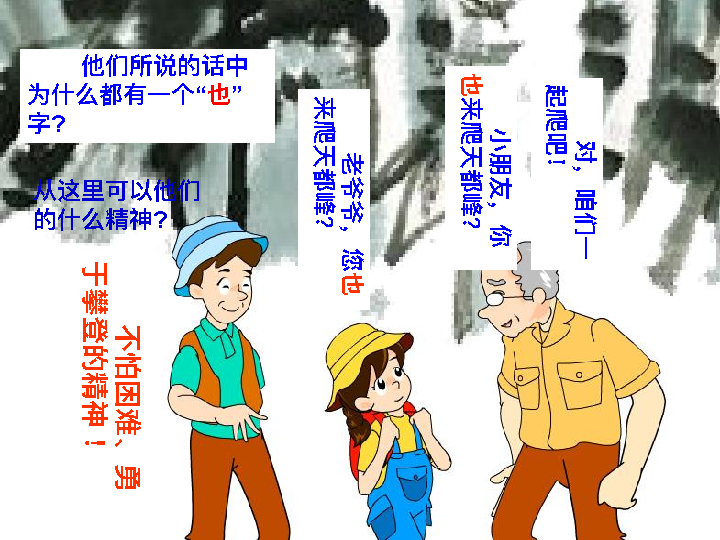 他们所说的话中
为什么都有一个“也”
字?
从这里可以他们
的什么精神?
不怕困难、勇
于攀登的精神！
老爷爷，您也
来爬天都峰?
小朋友，你
也来爬天都峰?
对，咱们一
起爬吧!